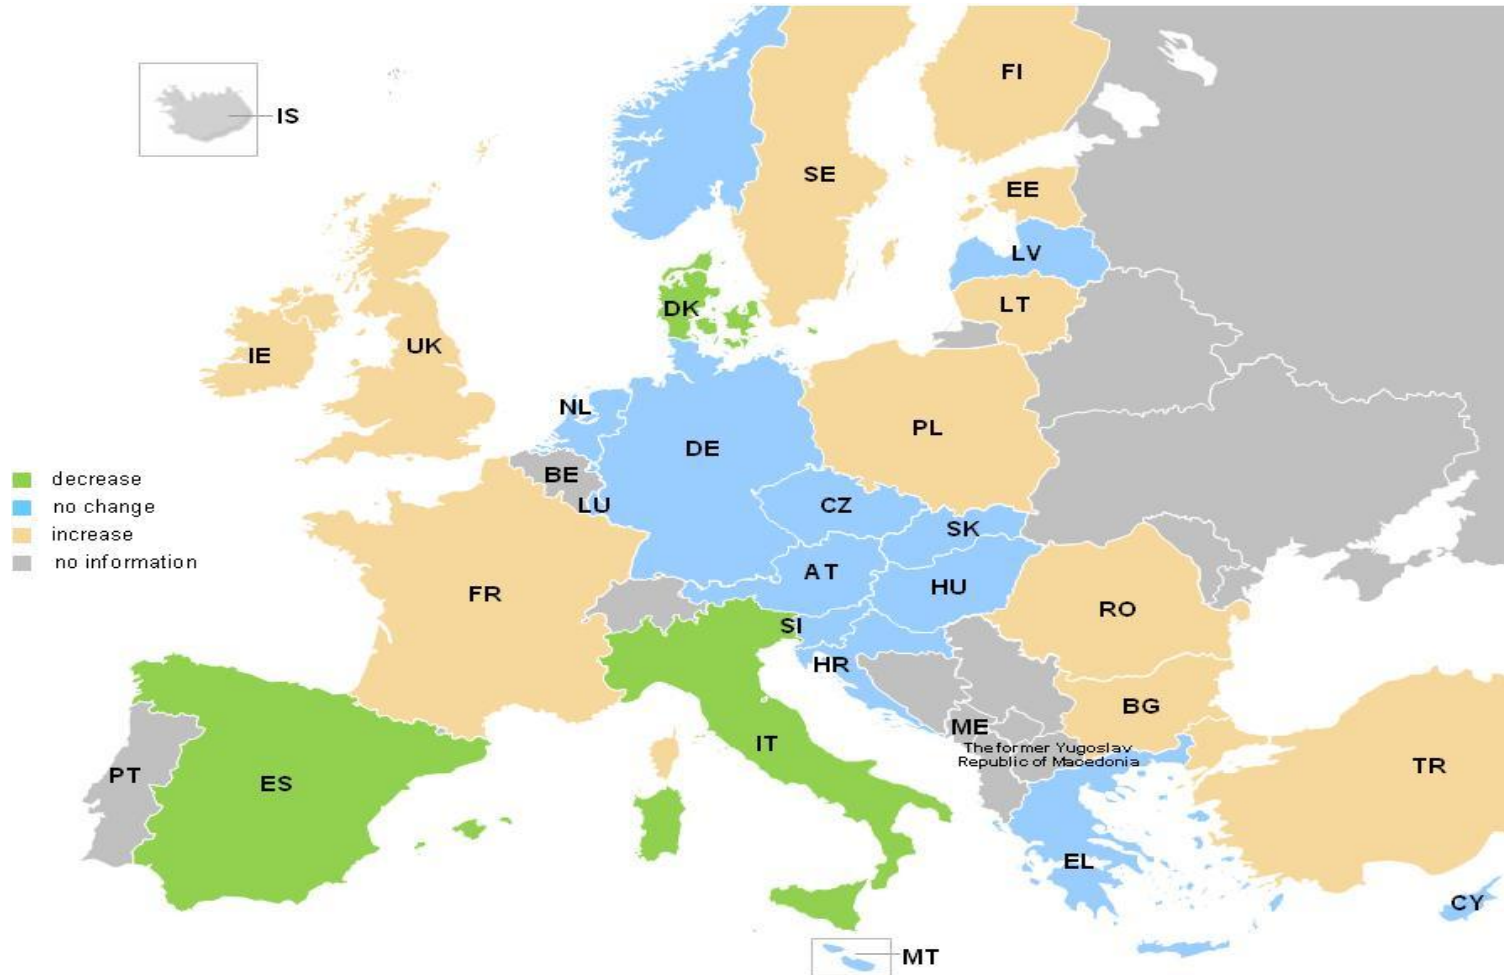 FI
IS
SE
EE
LV
LT
DK
IE
UK
NL
PL
DE
BE
decrease
LU
CZ
no change
SK
increase
no information
AT
HU
FR
RO
SI
HR
BG
ME
IT
The former Yugoslav
Republic of Macedonia
TR
PT
ES
EL
CY
MT